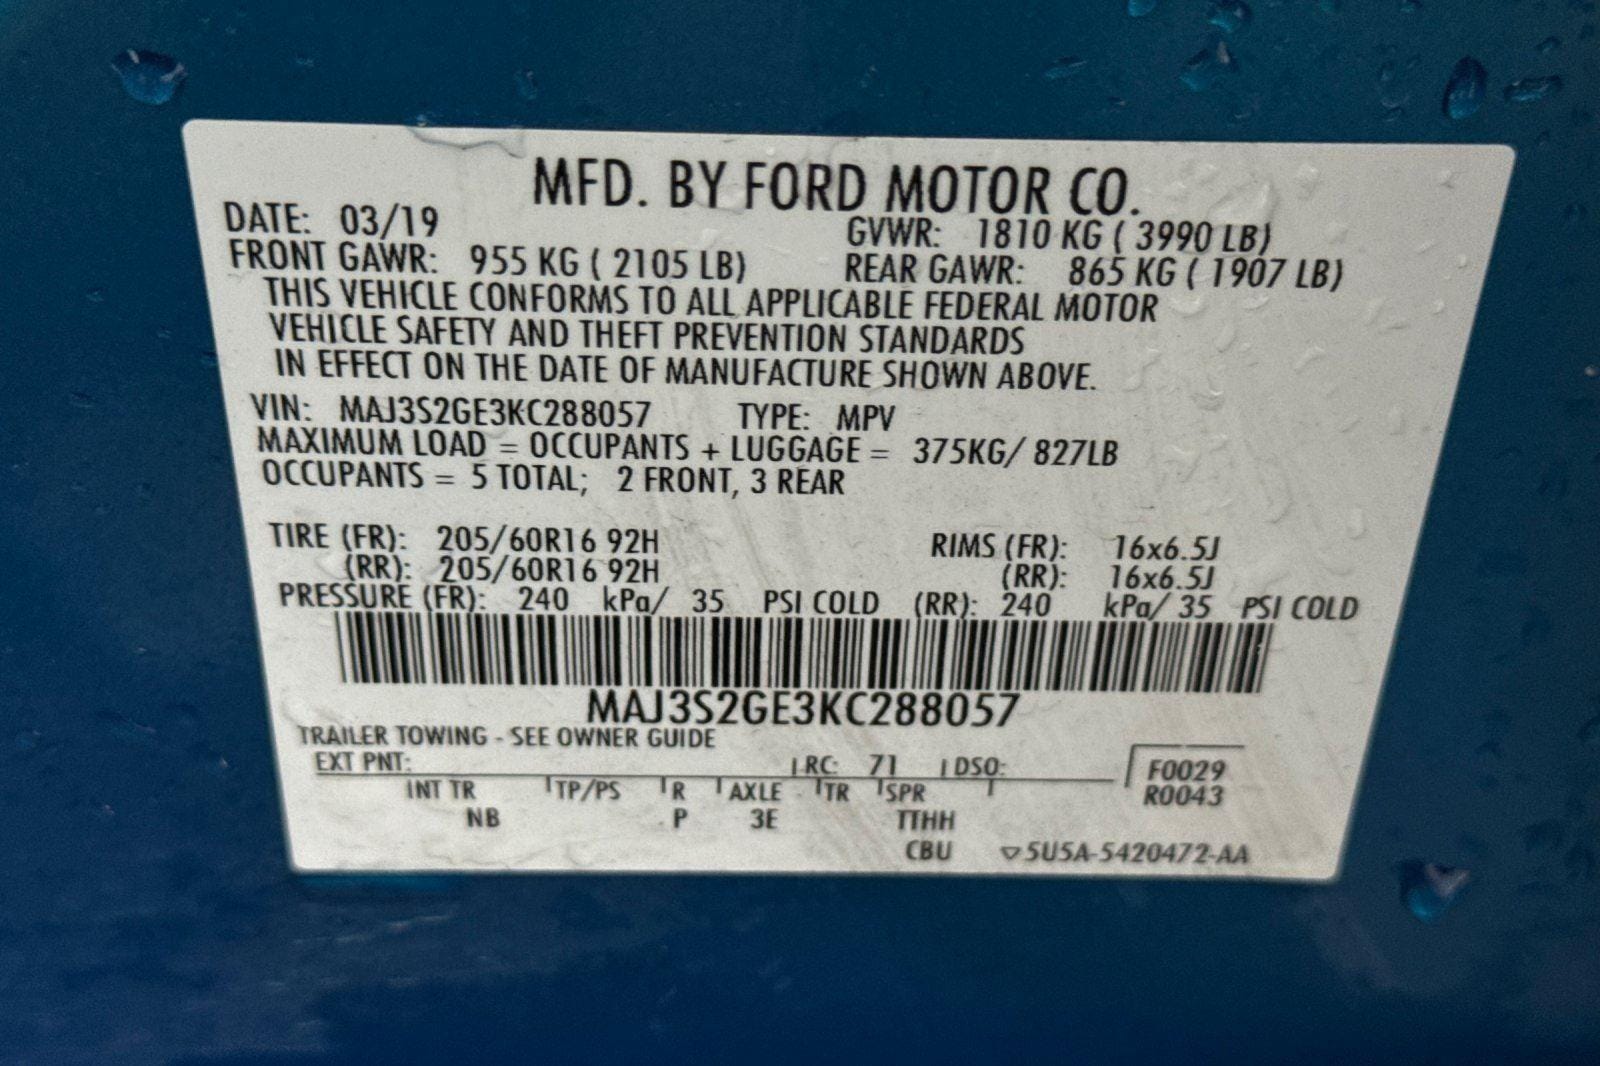 MFD. BY FORD MOTOR CO.
DATE: 03/19 GVWR: 1810 KG ( 3990 LB)
FRONT GAWR: 955 KG ( 2105 LB) REAR GAWR: 865 KG ( 1907 LB)
THIS VEHICLE CONFORMS TO ALL APPLICABLE FEDERAL MOTOR
VEHICLE SAFETY AND THEFT PREVENTION STANDARDS
IN EFFECT ON THE DATE OF MANUFACTURE SHOWN ABOVE.
VIN: MAJ3S2GE3KC288057 TYPE: MPV
MAXIMUM LOAD = OCCUPANTS + LUGGAGE = 375KG/ 827LB
OCCUPANTS = 5 TOTAL; 2 FRONT, 3 REAR
TIRE (FR): 205/60R16 92H RIMS (FR): 16x6.5J
(RR): 205/60R16 92H (RR): 16x6.5J
PRESSURE (FR): 240 kPa/ 35 PSI COLD (RR): 240 kPa/ 35 PSI COLD
MAJ3S2GE3KC288057
TRAILER TOWING - SEE OWNER GUIDE
EXT PNT: RC: 71 DSO: F0029
INT TR TP/PS R AXLE TR SPR R0043
NB P 3E TTHH
CBU ▽5U5A-5420472-AA